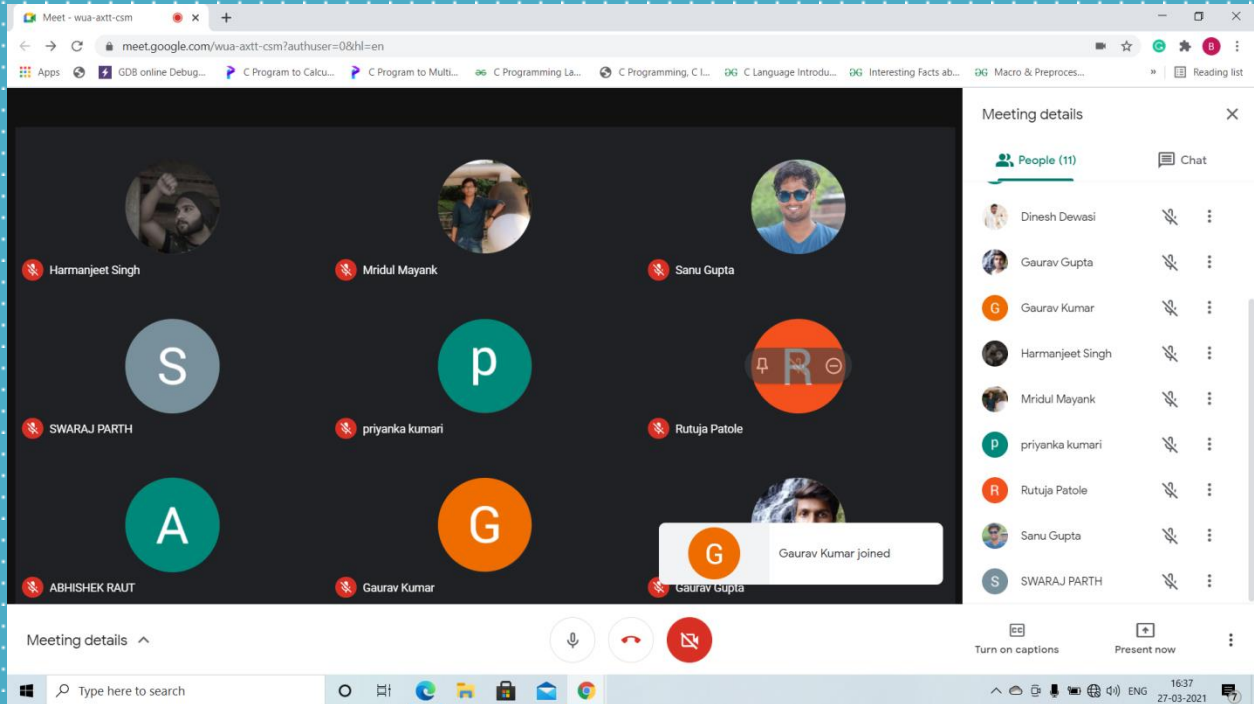 Meet - wua-axtt-csm
meet.google.com/wua-axtt-csm?authuser=0&hl=en
B
Apps
GDB online Debug...
C Program to Calcu...
C Program to Multi...
C Programming La...
C Programming, C l...
C Language Introdu...
Interesting Facts ab...
Macro & Preproces...
»
Reading list
Harmanjeet Singh
Mridul Mayank
Sanu Gupta
S
SWARAJ PARTH
p
priyanka kumari
R
Rutuja Patole
A
ABHISHEK RAUT
G
Gaurav Kumar
Gaurav Gupta
G
Gaurav Kumar joined
Meeting details
People (11)
Chat
Dinesh Dewasi
Gaurav Gupta
G Gaurav Kumar
Harmanjeet Singh
Mridul Mayank
p priyanka kumari
R Rutuja Patole
Sanu Gupta
S SWARAJ PARTH
Meeting details
CC
Turn on captions
Present now
Type here to search
ENG
16:37
27-03-2021
7